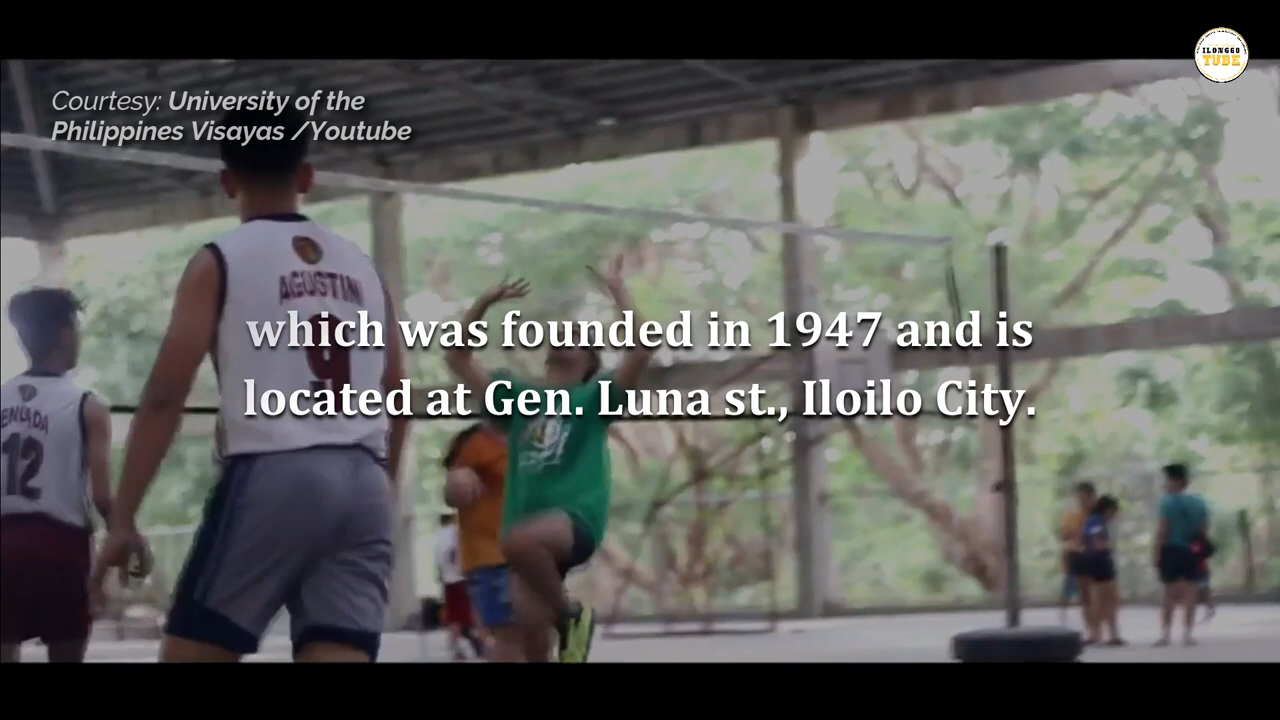 ILONGGO
TUBE
Courtesy: University of the
Philippines Visayas /Youtube
AGUSTIN
9
12
which was founded in 1947 and is
located at Gen. Luna st., Iloilo City.